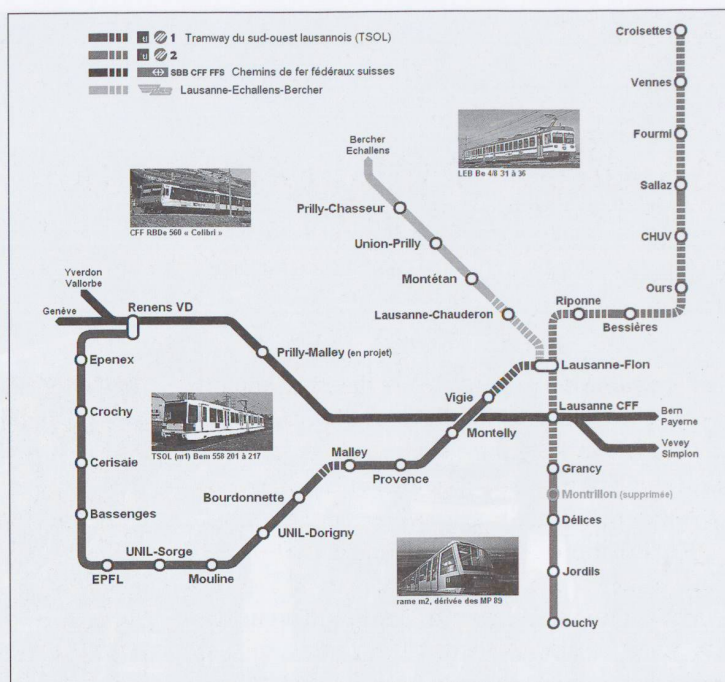 1 Tramway du sud-ouest lausannois (TSOL)
2
SBB CFF FFS Chemins de fer fédéraux suisses
Lausanne-Echallens-Bercher
Croisettes
Vennes
Fourmi
Sallaz
CHUV
Ours
Bessières
Riponne
Lausanne-Flon
Bercher
Echallens
LEB Be 4/8 31 à 36
Prilly-Chasseur
Union-Prilly
Montétan
Lausanne-Chauderon
CFF RBDe 560 « Colibri »
Yverdon
Vallorbe
Genève
Renens VD
Prilly-Malley (en projet)
Epenex
Crochy
Cerisaie
Bassenges
EPFL
UNIL-Sorge
Mouline
UNIL-Dorigny
Bourdonnette
Malley
Provence
Montelly
Vigie
TSOL (m1) Bem 558 201 à 217
Lausanne CFF
Bern
Payerne
Vevey
Simplon
Grancy
Montrillon (supprimée)
Délices
Jordils
Ouchy
rame m2, dérivée des MP 89